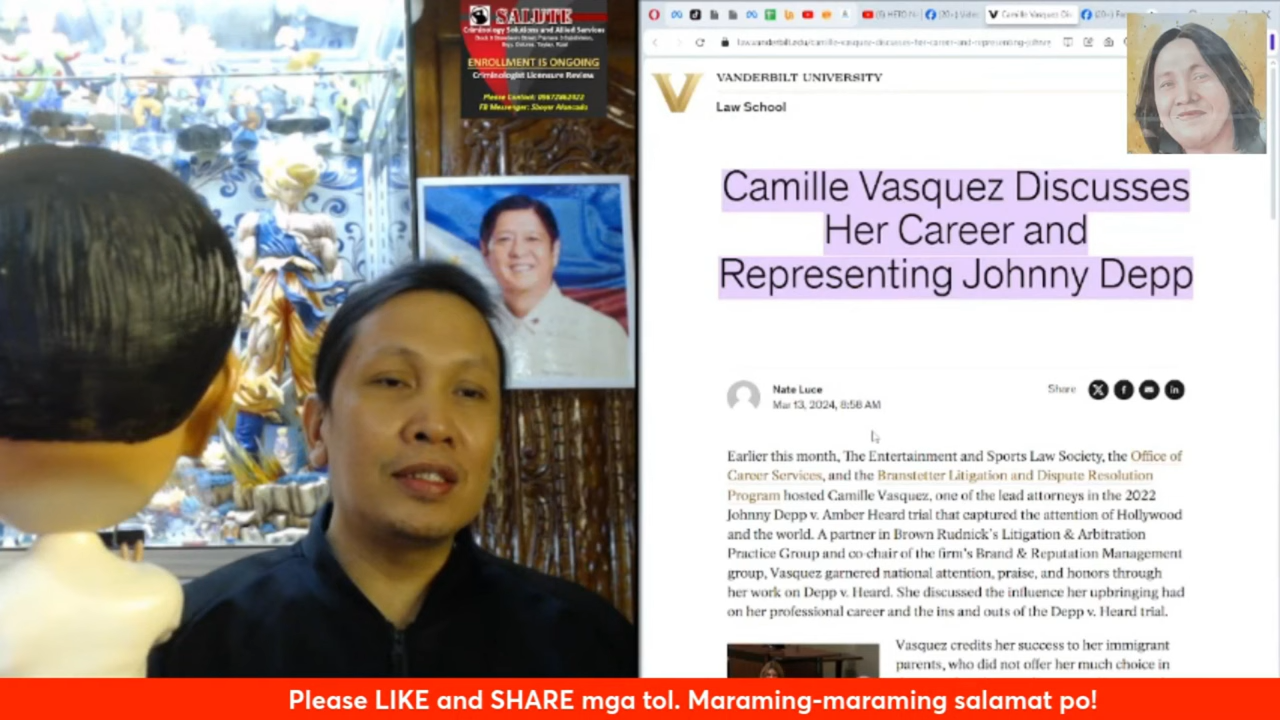 SALUTE
Criminology Solutions and Allied Services
ENROLLMENT IS ONGOING
Criminologist Licensure Review
Please Contact: 09672862022
Camille Vasquez Dis
VANDERBILT UNIVERSITY
Law School
Camille Vasquez Discusses
Her Career and
Representing Johnny Depp
Nate Luce
Mar 13, 2024, 8:56 AM
Share
Earlier this month, The Entertainment and Sports Law Society, the Office of
Career Services, and the Branstetter Litigation and Dispute Resolution
Program hosted Camille Vasquez, one of the lead attorneys in the 2022
Johnny Depp v. Amber Heard trial that captured the attention of Hollywood
and the world. A partner in Brown Rudnick's Litigation & Arbitration
Practice Group and co-chair of the firm's Brand & Reputation Management
group, Vasquez garnered national attention, praise, and honors through
her work on Depp v. Heard. She discussed the influence her upbringing had
on her professional career and the ins and outs of the Depp v. Heard trial.
Vasquez credits her success to her immigrant
parents, who did not offer her much choice in
Please LIKE and SHARE mga tol. Maraming-maraming salamat po!